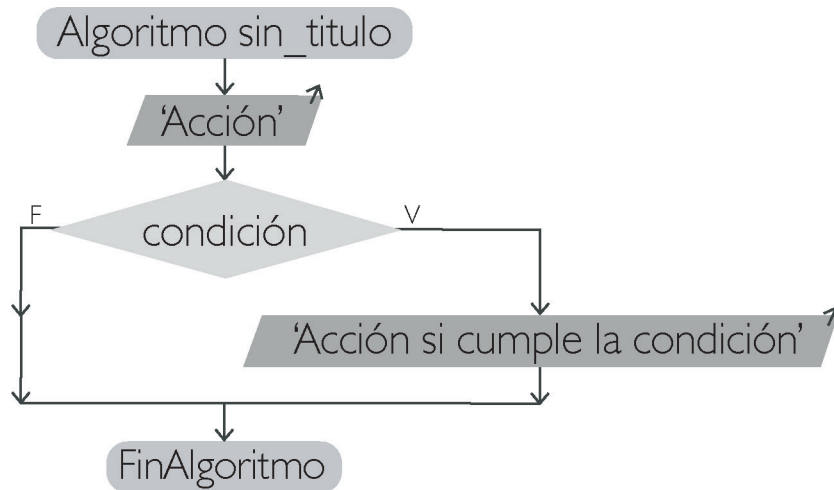 Algoritmo sin_titulo
‘Acción’
F
V
condición
‘Acción si cumple la condición’
FinAlgoritmo